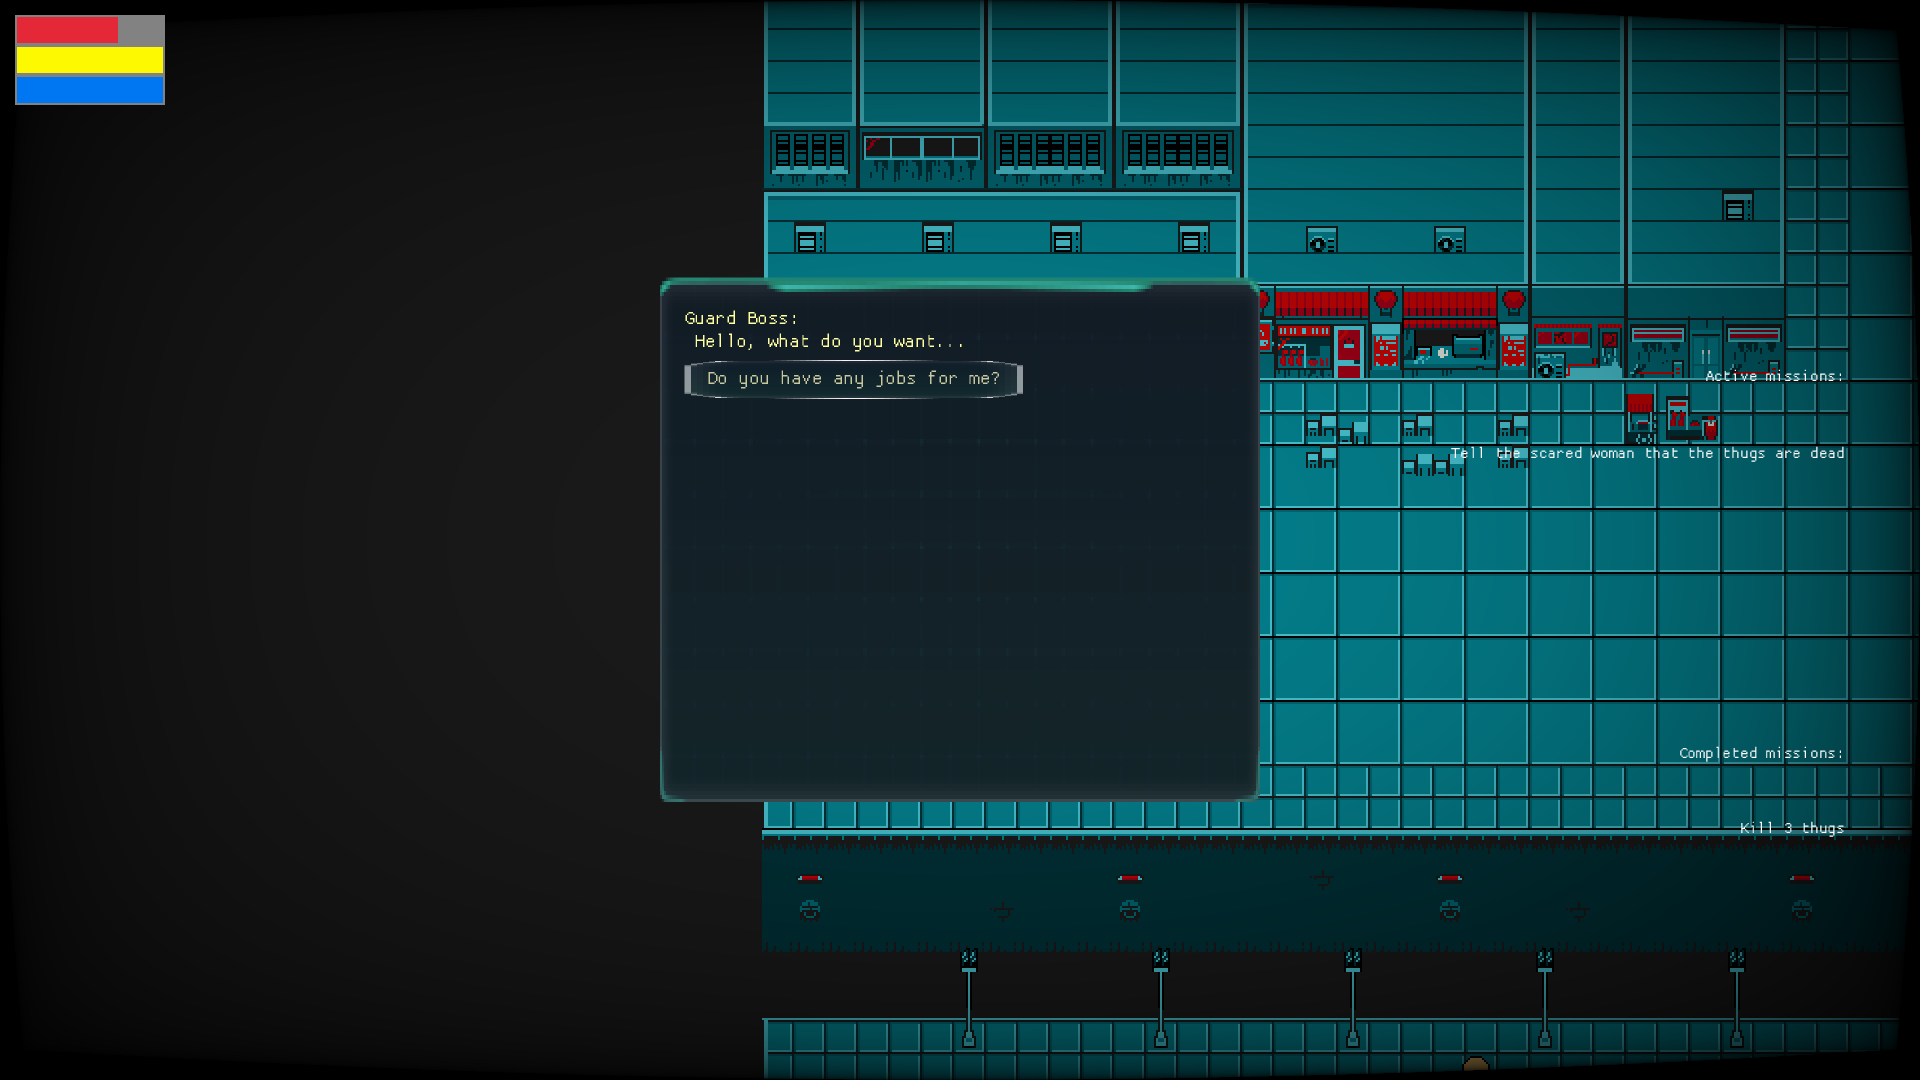 Guard Boss:
Hello, what do you want...
Do you have any jobs for me?
Active missions:
Tell the scared woman that the thugs are dead
Completed missions:
Kill 3 thugs